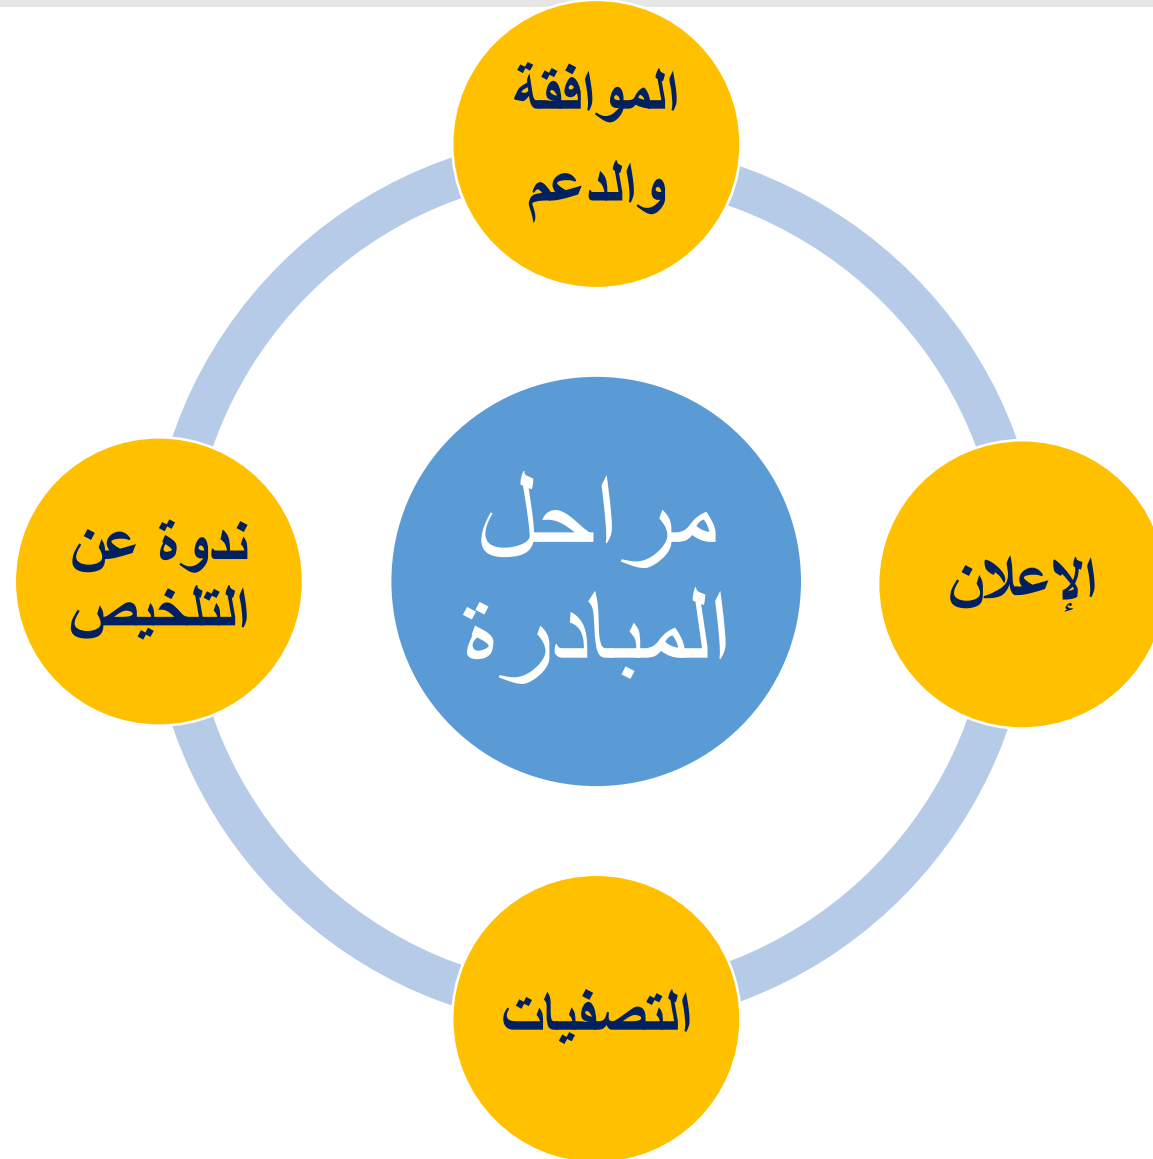 الموافقة
والدعم
الإعلان
مراحل
المبادرة
ندوة عن
التلخيص
التصفيات